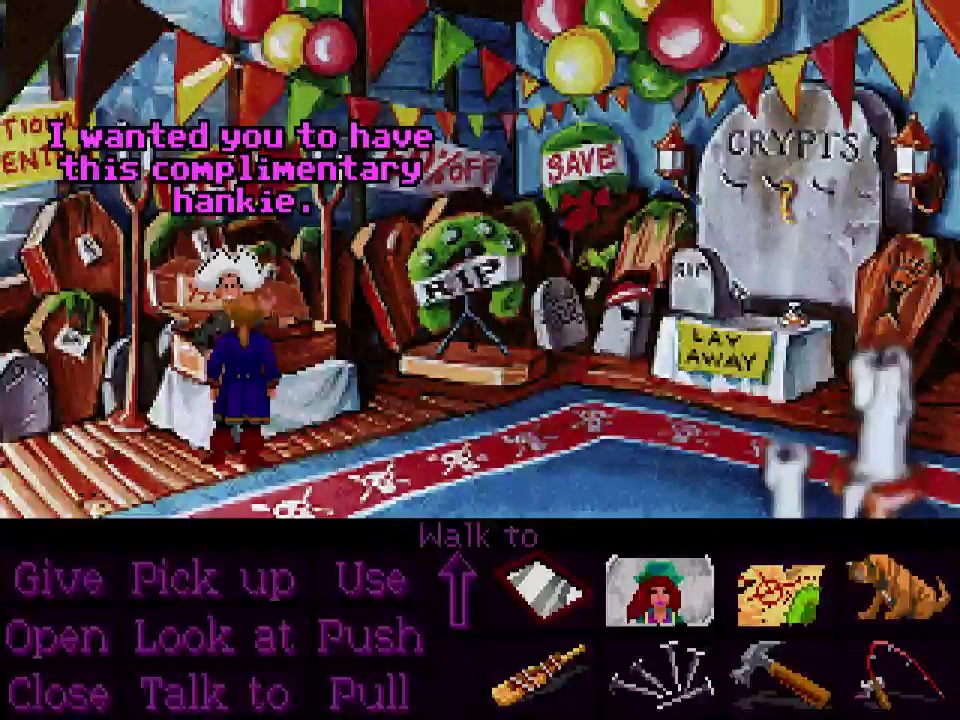 I wanted you to have
this complimentary
hankie.
%OFF
SAVE
CRYPTS
RIP
RIP
LAY
AWAY
Walk to
Give Pick up Use
Open Look at Push
Close Talk to Pull